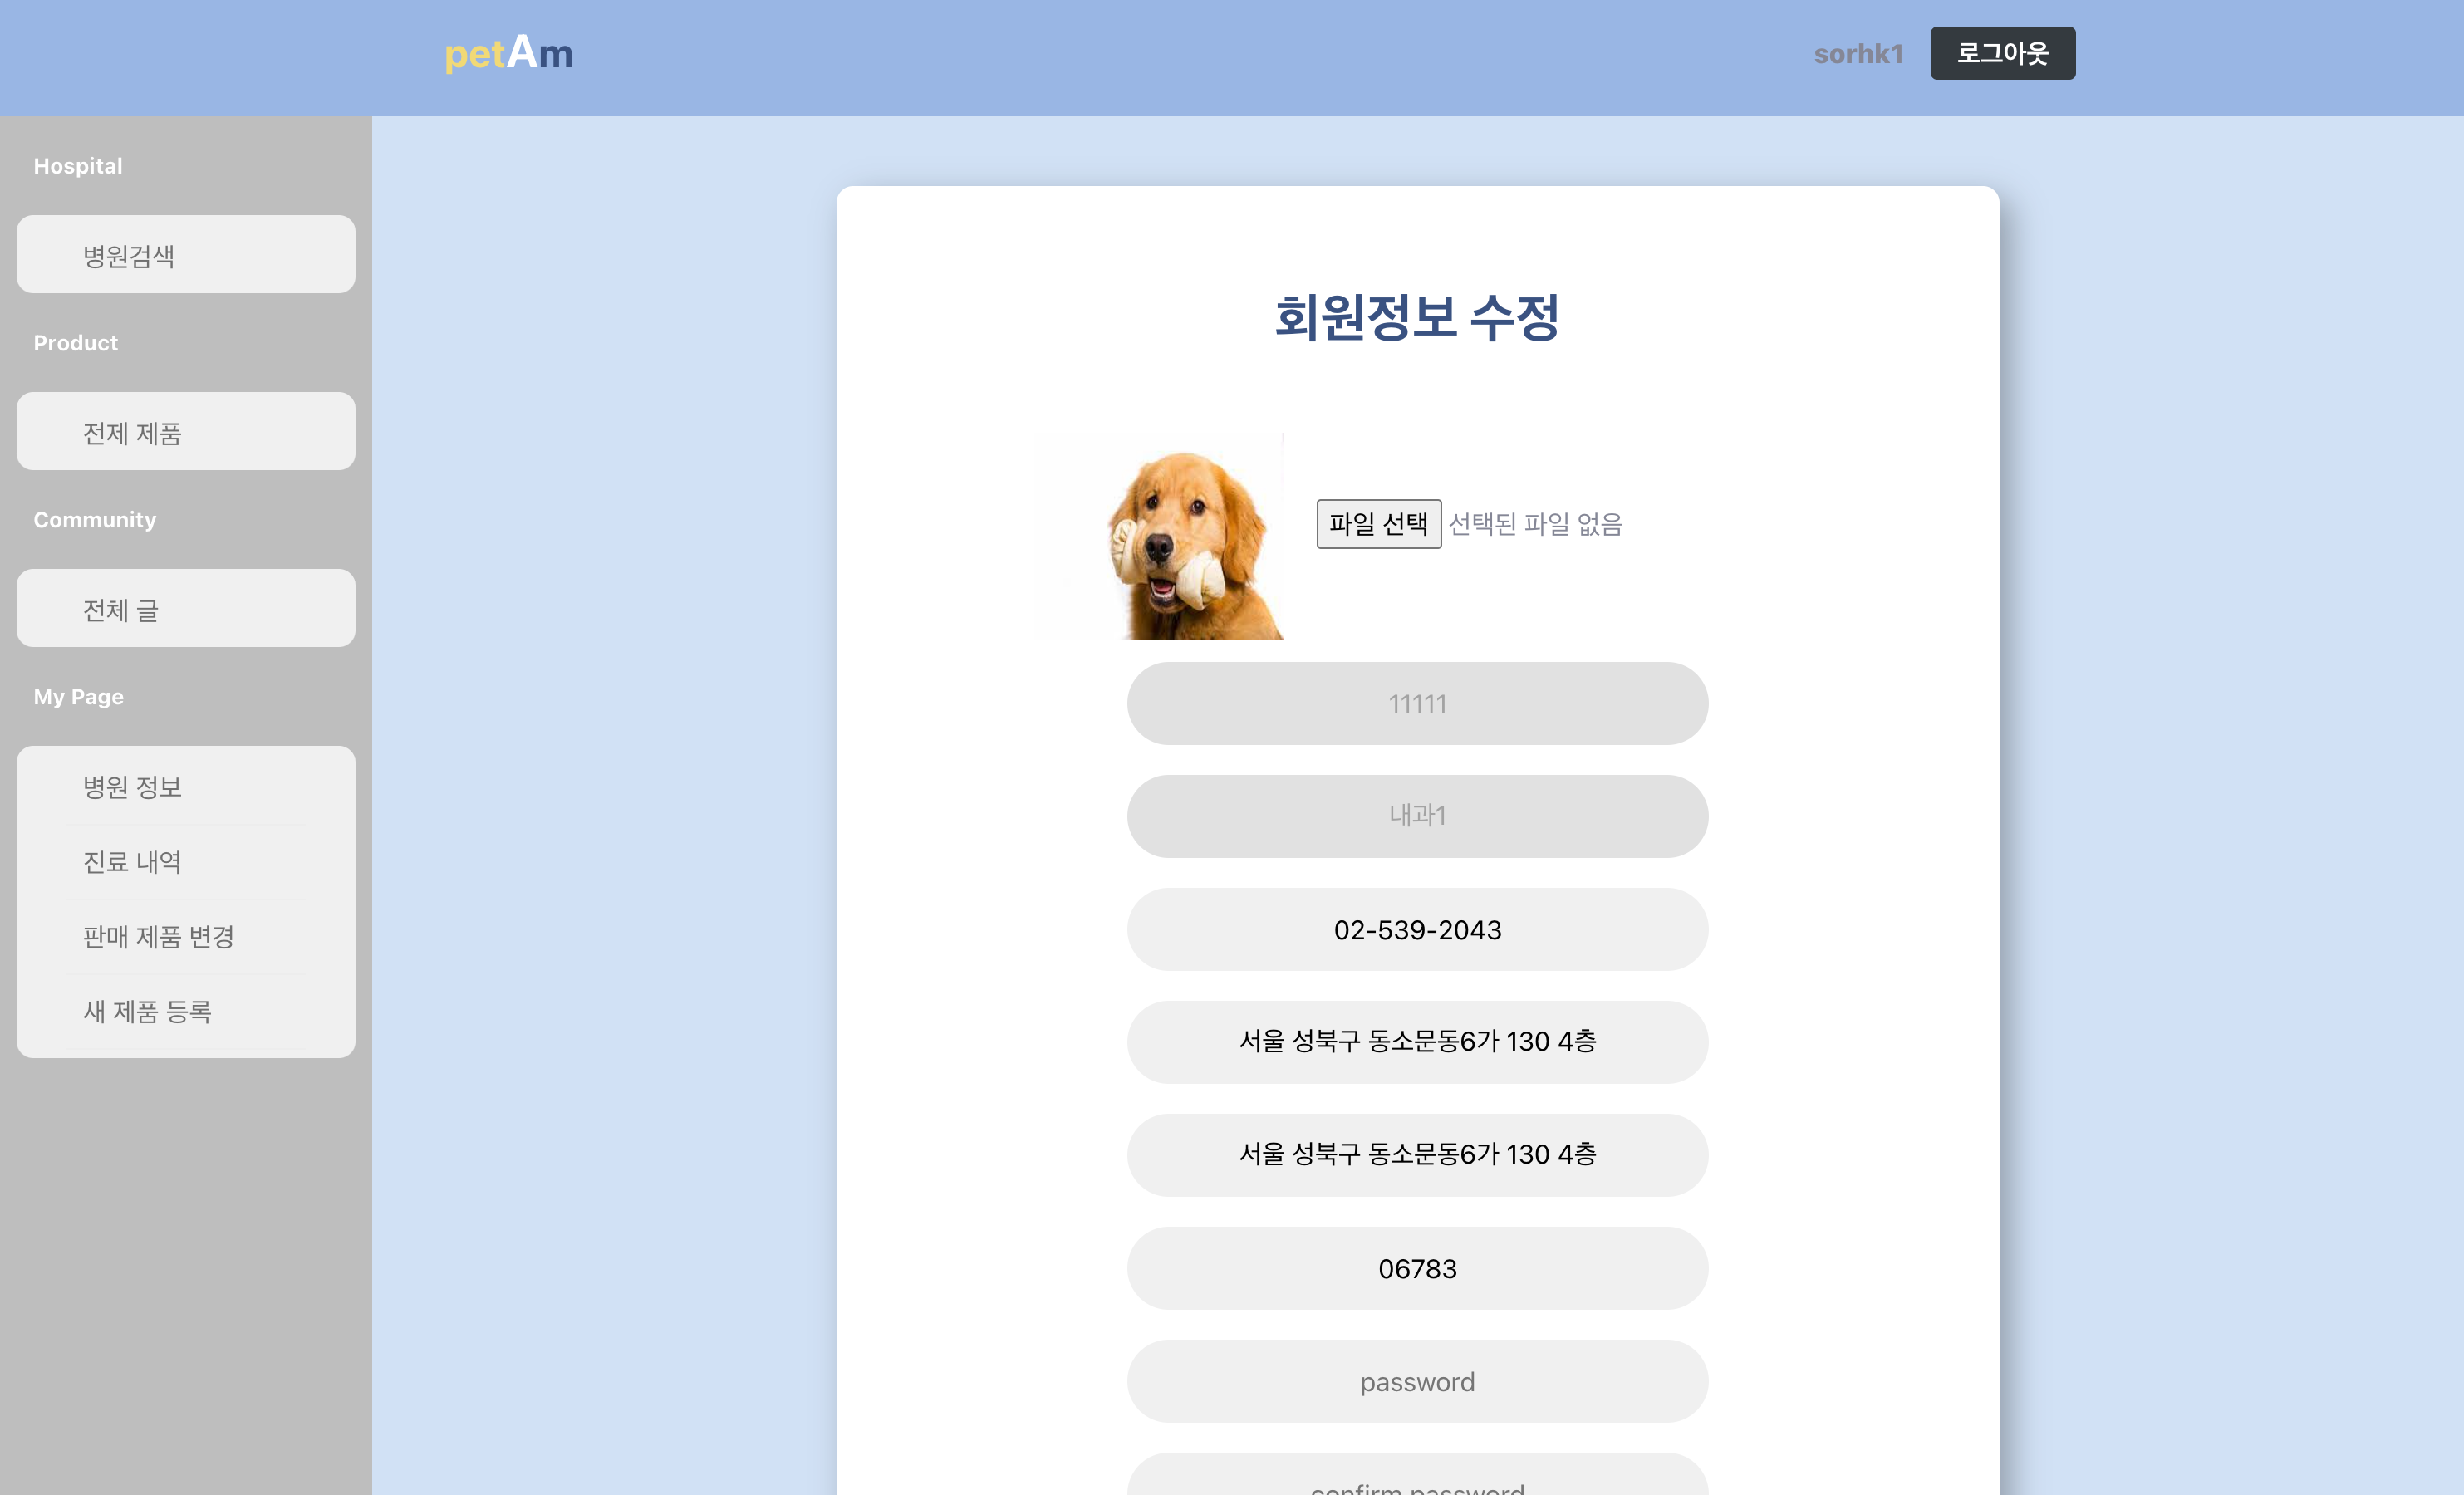 petAm
sorhk1
로그아웃
Hospital
병원검색
Product
전제 제품
Community
전체 글
My Page
병원 정보
진료 내역
판매 제품 변경
새 제품 등록
회원정보 수정
파일 선택 선택된 파일 없음
11111
내과1
02-539-2043
서울 성북구 동소문동6가 130 4층
서울 성북구 동소문동6가 130 4층
06783
password
confirm password